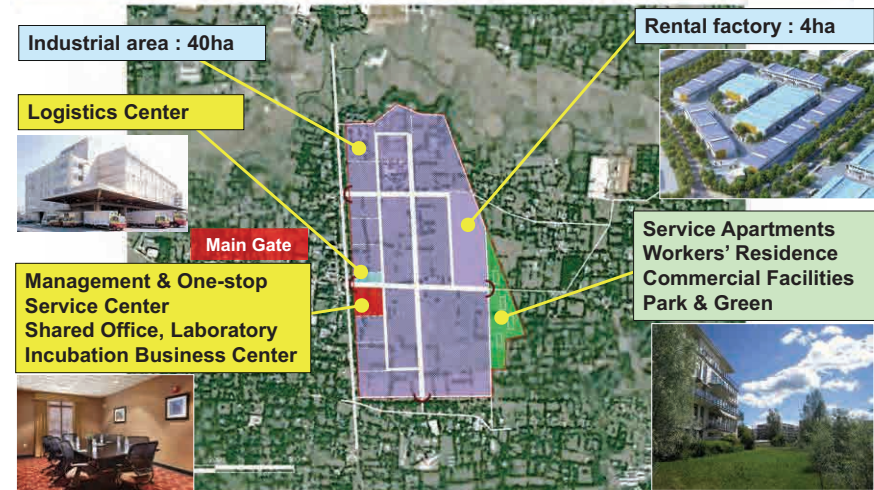 Industrial area : 40ha
Rental factory : 4ha
Logistics Center
Main Gate
Service Apartments
Workers' Residence
Commercial Facilities
Park & Green
Management & One-stop
Service Center
Shared Office, Laboratory
Incubation Business Center